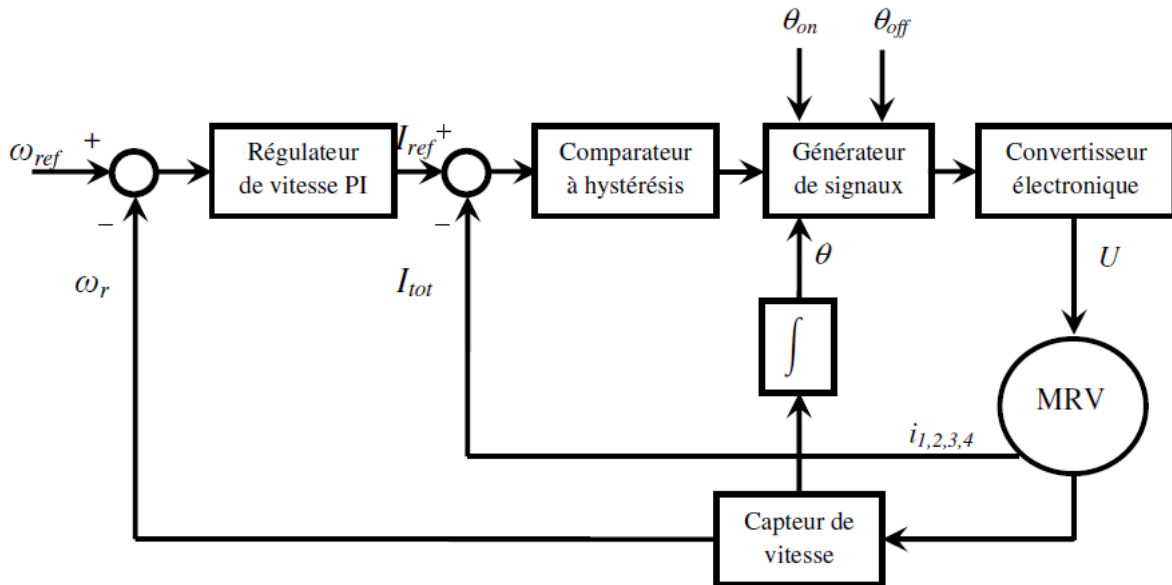 θon
θoff
ωref
+
−
Régulateur
de vitesse PI
Iref
+
−
Comparateur
à hystérésis
Générateur
de signaux
Convertisseur
électronique
ωr
Itot
θ
∫
U
MRV
i1,2,3,4
Capteur de
vitesse